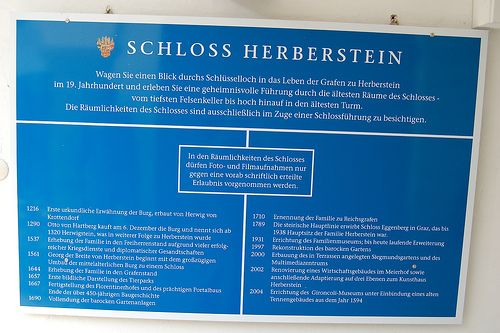 SCHLOSS HERBERSTEIN
Wagen Sie einen Blick durchs Schlüsselloch in das Leben der Grafen zu Herberstein
im 19. Jahrhundert und erleben Sie eine geheimnisvolle Führung durch die ältesten Räume des Schlosses -
vom tiefsten Felsenkeller bis hoch hinauf in den ältesten Turm.
Die Räumlichkeiten des Schlosses sind ausschließlich im Zuge einer Schlossführung zu besichtigen.
In den Räumlichkeiten des Schlosses
dürfen Foto- und Filmaufnahmen nur
gegen eine vorab schriftlich erteilte
Erlaubnis vorgenommen werden.
1216 Erste urkundliche Erwähnung der Burg, erbaut von Herwig von
Krottendorf
1290 Otto von Hartberg kauft am 6. Dezember die Burg und nennt sich ab
1320 Herwigstein, was in weiterer Folge zu Herberstein wurde
1537 Erhebung der Familie in den Freiherrenstand aufgrund vieler erfolg-
reicher Kriegsdienste und diplomatischer Gesandtschaften
1561 Georg der Breite von Herberstein beginnt mit dem großzügigen
Umbau der mittelalterlichen Burg zu einem Schloss
1644 Erhebung der Familie in den Grafenstand
1657 Erste bildliche Darstellung des Tierparks
1667 Fertigstellung des Florentinerhofes und des prächtigen Portalbaus
Ende der über 450-jährigen Baugeschichte
1690 Vollendung der barocken Gartenanlagen
1710 Ernennung der Familie zu Reichsgrafen
1789 Die steirische Hauptlinie erwirbt Schloss Eggenberg in Graz, das bis
1938 Hauptsitz der Familie Herberstein war.
1931 Errichtung des Familienmuseums; bis heute laufende Erweiterung
1997 Rekonstruktion des barocken Gartens
2000 Erbauung des in Terrassen angelegten Siegmundsgartens und des
Multimediazentrums
2002 Renovierung eines Wirtschaftsgebäudes im Meierhof sowie
anschließende Adaptierung auf drei Ebenen zum Kunsthaus
Herberstein
2004 Errichtung des Gironcoli-Museums unter Einbindung eines alten
Tennengebäudes aus dem Jahr 1594